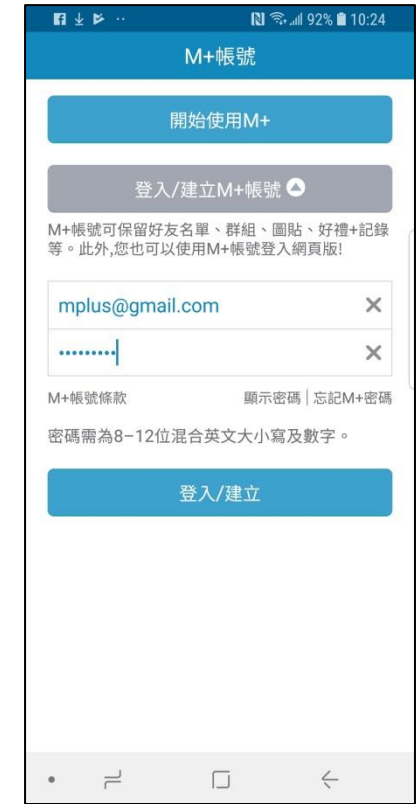 92% 10:24
M+帳號
開始使用M+
登入/建立M+帳號
M+帳號可保留好友名單、群組、圖貼、好禮+記錄
等。此外,您也可以使用M+帳號登入網頁版!
mplus@gmail.com
•••••••••
M+帳號條款 顯示密碼 | 忘記M+密碼
密碼需為8–12位混合英文大小寫及數字。
登入/建立